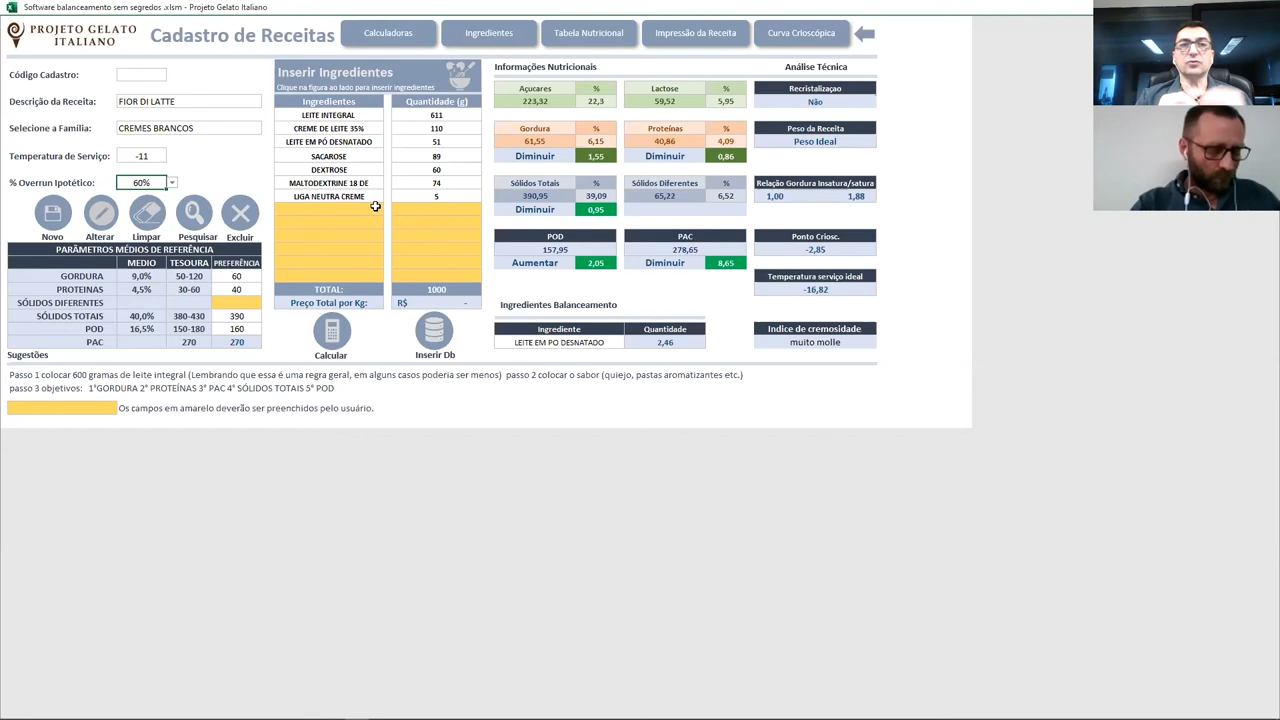 Software balanceamento sem segredos .xlsm - Projeto Gelato Italiano
PROJETO GELATO
ITALIANO
Cadastro de Receitas
Calculadoras
Ingredientes
Tabela Nutricional
Impressão da Receita
Curva Crioscópica
Código Cadastro:
Descrição da Receita: FIOR DI LATTE
Selecione a Família: CREMES BRANCOS
Temperatura de Serviço: -11
% Overrun Ipotético: 60%
Novo Alterar Limpar Pesquisar Excluir
PARÂMETROS MÉDIOS DE REFERÊNCIA
MEDIO TESOURA PREFERÊNCIA
GORDURA 9,0% 50-120 60
PROTEINAS 4,5% 30-60 40
SÓLIDOS DIFERENTES
SÓLIDOS TOTAIS 40,0% 380-430 390
POD 16,5% 150-180 160
PAC 270 270
Inserir Ingredientes
Clique na figura ao lado para inserir ingredientes
Ingredientes Quantidade (g)
LEITE INTEGRAL 611
CREME DE LEITE 35% 110
LEITE EM PÓ DESNATADO 51
SACAROSE 89
DEXTROSE 60
MALTODEXTRINE 18 DE 74
LIGA NEUTRA CREME 5
TOTAL: 1000
Preço Total por Kg: R$ -
Calcular Inserir Db
Informações Nutricionais
Açucares % Lactose %
223,32 22,3 59,52 5,95
Gordura % Proteínas %
61,55 6,15 40,86 4,09
Diminuir 1,55 Diminuir 0,86
Sólidos Totais % Sólidos Diferentes %
390,95 39,09 65,22 6,52
Diminuir 0,95
POD PAC
157,95 278,65
Aumentar 2,05 Diminuir 8,65
Ingredientes Balanceamento
Ingrediente Quantidade
LEITE EM PO DESNATADO 2,46
Análise Técnica
Recristalizaçao
Não
Peso da Receita
Peso Ideal
Relação Gordura Insatura/satura
1,00 1,88
Ponto Criosc.
-2,85
Temperatura serviço ideal
-16,82
Indice de cremosidade
muito molle
Sugestões
Passo 1 colocar 600 gramas de leite integral (Lembrando que essa é uma regra geral, em alguns casos poderia ser menos) passo 2 colocar o sabor (quiejo, pastas aromatizantes etc.)
passo 3 objetivos: 1°GORDURA 2° PROTEÍNAS 3° PAC 4° SÓLIDOS TOTAIS 5° POD
Os campos em amarelo deverão ser preenchidos pelo usuário.